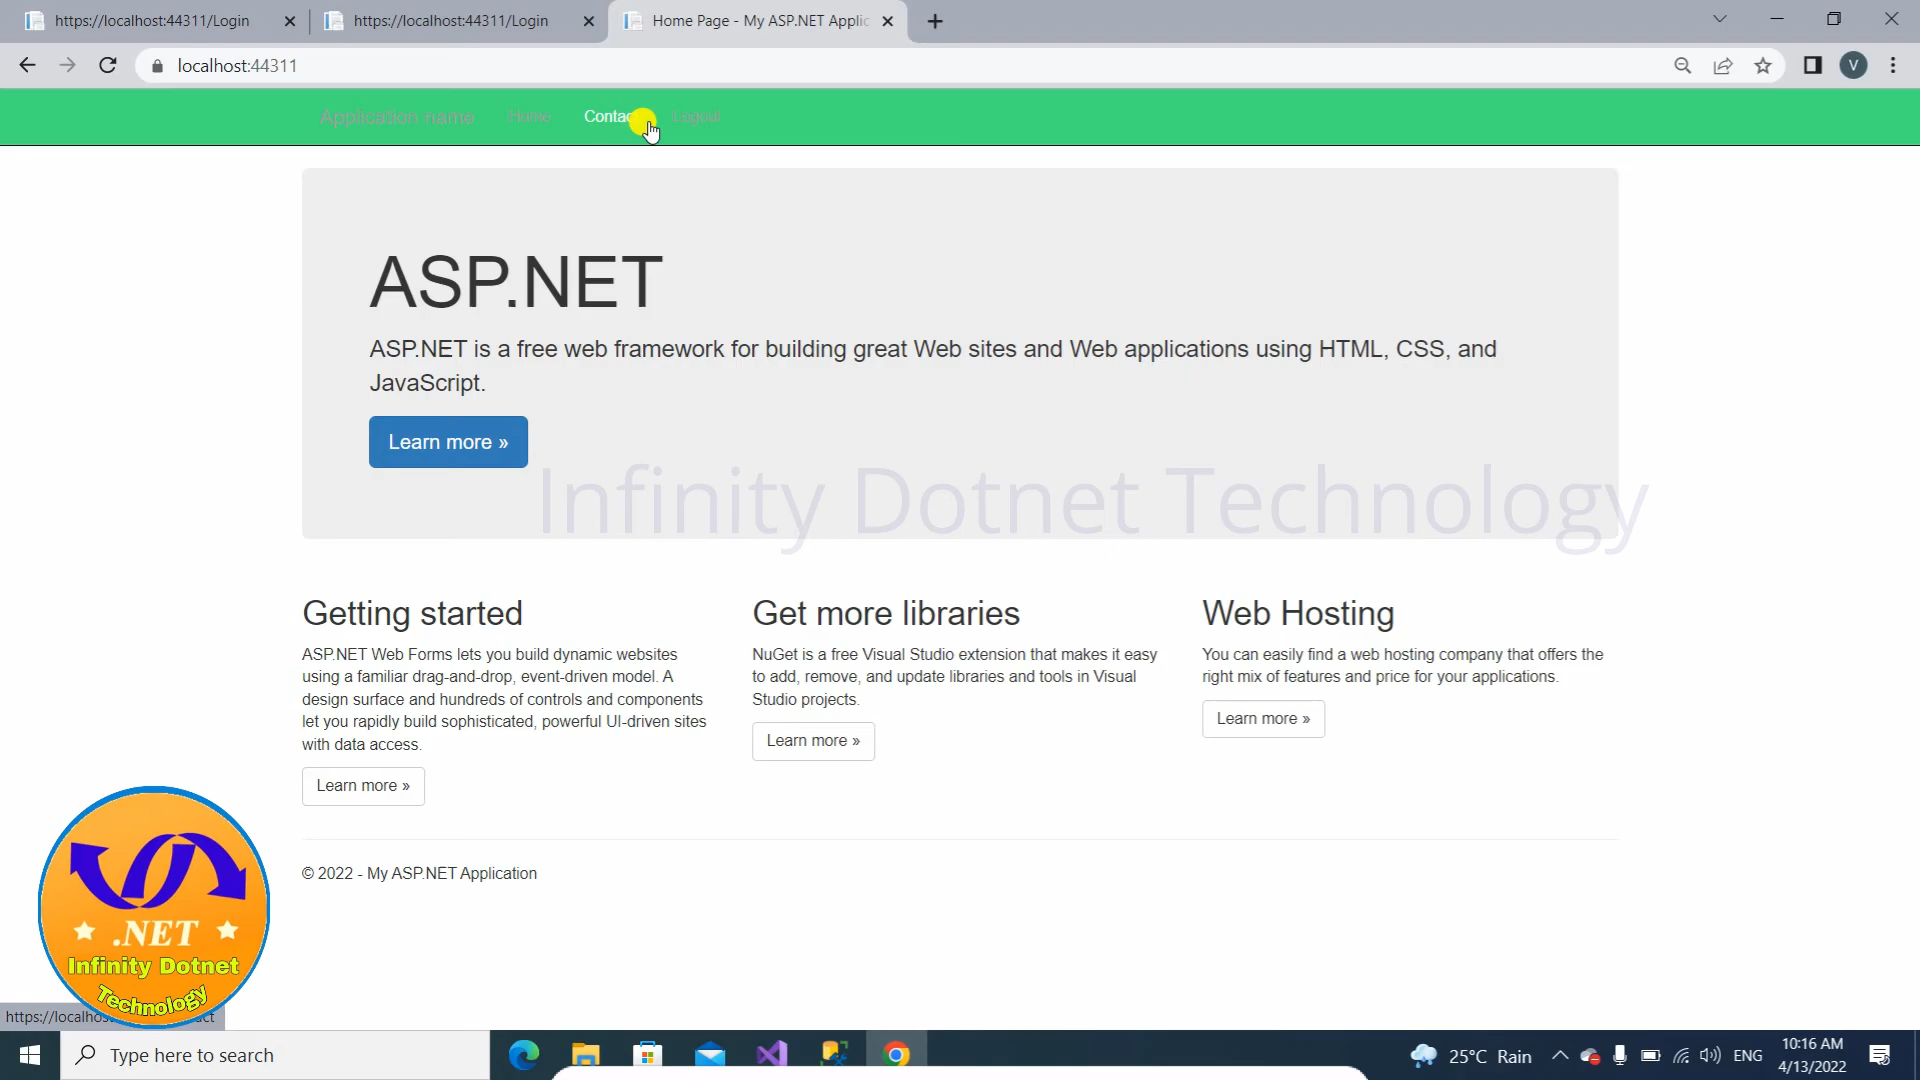 https://localhost:44311/Login
https://localhost:44311/Login
Home Page - My ASP.NET Applic
localhost:44311
V
Application name
Home
Contac
Logout
ASP.NET
ASP.NET is a free web framework for building great Web sites and Web applications using HTML, CSS, and
JavaScript.
Learn more »
Infinity Dotnet Technology
Getting started
ASP.NET Web Forms lets you build dynamic websites
using a familiar drag-and-drop, event-driven model. A
design surface and hundreds of controls and components
let you rapidly build sophisticated, powerful UI-driven sites
with data access.
Learn more »
Get more libraries
NuGet is a free Visual Studio extension that makes it easy
to add, remove, and update libraries and tools in Visual
Studio projects.
Learn more »
Web Hosting
You can easily find a web hosting company that offers the
right mix of features and price for your applications.
Learn more »
© 2022 - My ASP.NET Application
.NET
Infinity Dotnet
Technology
https://localhos
Type here to search
25°C Rain
ENG
10:16 AM
4/13/2022